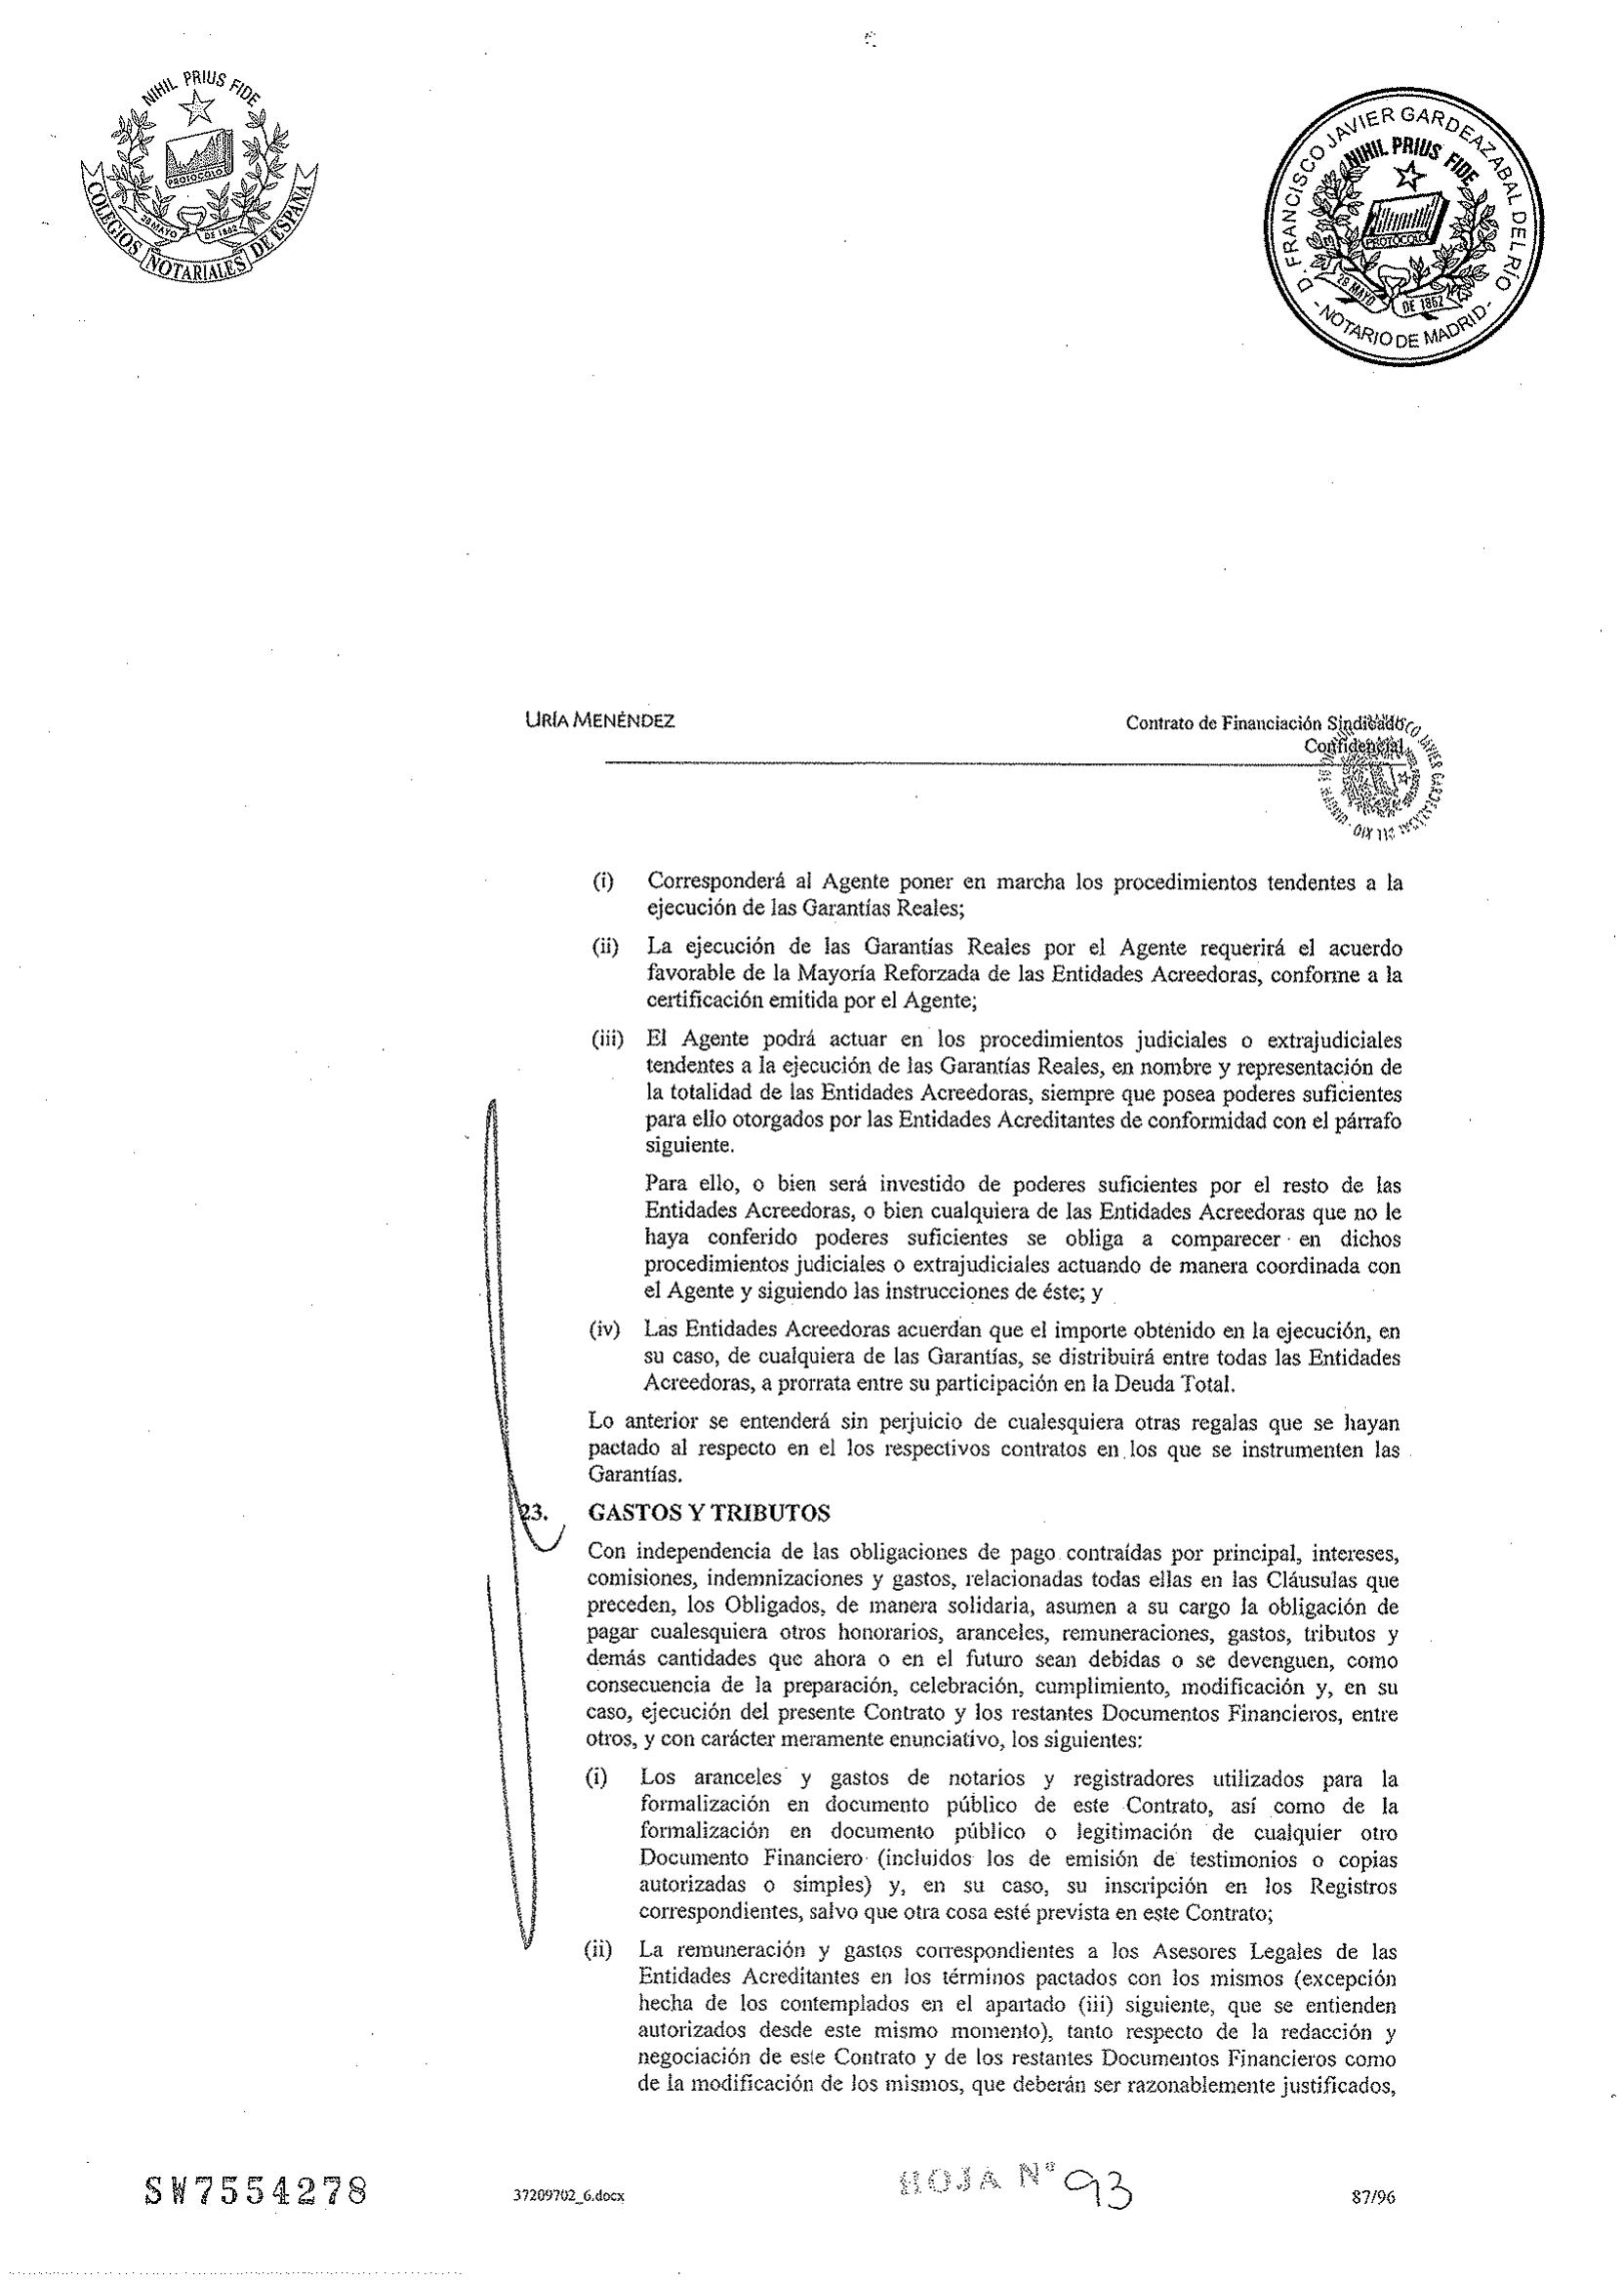 NIHIL PRIUS FIDE
PROTOCOLO
28 MAYO DE 1862
COLEGIOS NOTARIALES DE ESPAÑA
D. FRANCISCO JAVIER GARDEAZABAL DEL RÍO
NIHIL PRIUS FIDE
PROTOCOLO
28 MAYO DE 1862
- NOTARIO DE MADRID -
URÍA MENÉNDEZ
Contrato de Financiación Sindicado
Confidencial
(i) Corresponderá al Agente poner en marcha los procedimientos tendentes a la
ejecución de las Garantías Reales;
(ii) La ejecución de las Garantías Reales por el Agente requerirá el acuerdo
favorable de la Mayoría Reforzada de las Entidades Acreedoras, conforme a la
certificación emitida por el Agente;
(iii) El Agente podrá actuar en los procedimientos judiciales o extrajudiciales
tendentes a la ejecución de las Garantías Reales, en nombre y representación de
la totalidad de las Entidades Acreedoras, siempre que posea poderes suficientes
para ello otorgados por las Entidades Acreditantes de conformidad con el párrafo
siguiente.
Para ello, o bien será investido de poderes suficientes por el resto de las
Entidades Acreedoras, o bien cualquiera de las Entidades Acreedoras que no le
haya conferido poderes suficientes se obliga a comparecer en dichos
procedimientos judiciales o extrajudiciales actuando de manera coordinada con
el Agente y siguiendo las instrucciones de éste; y
(iv) Las Entidades Acreedoras acuerdan que el importe obtenido en la ejecución, en
su caso, de cualquiera de las Garantías, se distribuirá entre todas las Entidades
Acreedoras, a prorrata entre su participación en la Deuda Total.
Lo anterior se entenderá sin perjuicio de cualesquiera otras regalas que se hayan
pactado al respecto en el los respectivos contratos en los que se instrumenten las
Garantías.
23. GASTOS Y TRIBUTOS
Con independencia de las obligaciones de pago contraídas por principal, intereses,
comisiones, indemnizaciones y gastos, relacionadas todas ellas en las Cláusulas que
preceden, los Obligados, de manera solidaria, asumen a su cargo la obligación de
pagar cualesquiera otros honorarios, aranceles, remuneraciones, gastos, tributos y
demás cantidades que ahora o en el futuro sean debidas o se devenguen, como
consecuencia de la preparación, celebración, cumplimiento, modificación y, en su
caso, ejecución del presente Contrato y los restantes Documentos Financieros, entre
otros, y con carácter meramente enunciativo, los siguientes:
(i) Los aranceles y gastos de notarios y registradores utilizados para la
formalización en documento público de este Contrato, así como de la
formalización en documento público o legitimación de cualquier otro
Documento Financiero (incluidos los de emisión de testimonios o copias
autorizadas o simples) y, en su caso, su inscripción en los Registros
correspondientes, salvo que otra cosa esté prevista en este Contrato;
(ii) La remuneración y gastos correspondientes a los Asesores Legales de las
Entidades Acreditantes en los términos pactados con los mismos (excepción
hecha de los contemplados en el apartado (iii) siguiente, que se entienden
autorizados desde este mismo momento), tanto respecto de la redacción y
negociación de este Contrato y de los restantes Documentos Financieros como
de la modificación de los mismos, que deberán ser razonablemente justificados,
SW7554278
37209702_6.docx
HOJA Nº 93
87/96